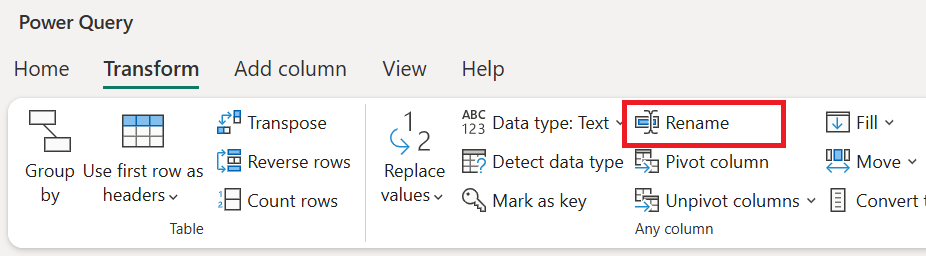 Power Query
Home Transform Add column View Help
Group by
Use first row as headers
Transpose
Reverse rows
Count rows
Table
1 2
Replace values
ABC 123
Data type: Text
Detect data type
Mark as key
Rename
Pivot column
Unpivot columns
Any column
Fill
Move
Convert t